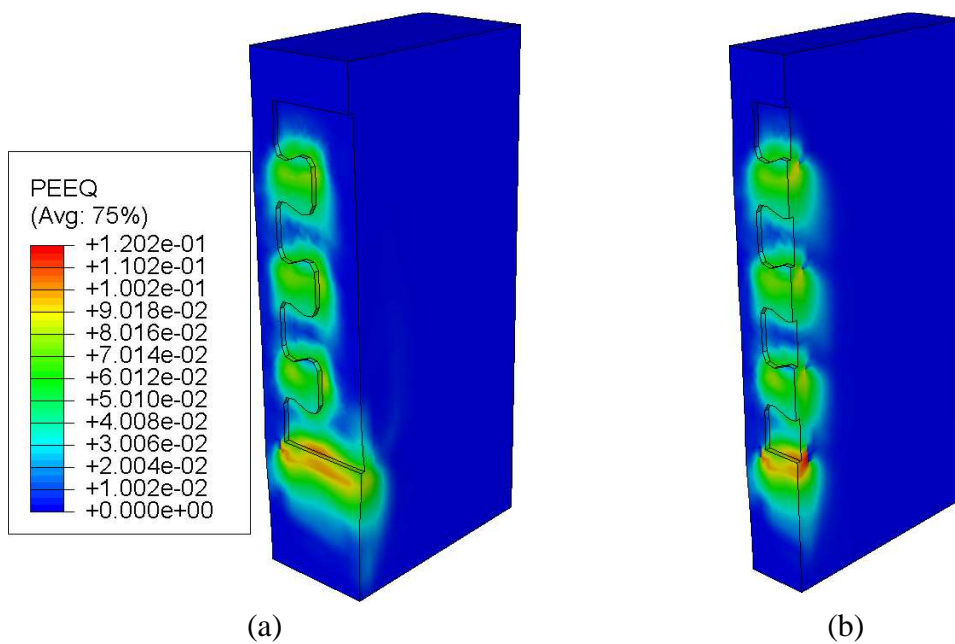 PEEQ
(Avg: 75%)
+1.202e-01
+1.102e-01
+1.002e-01
+9.018e-02
+8.016e-02
+7.014e-02
+6.012e-02
+5.010e-02
+4.008e-02
+3.006e-02
+2.004e-02
+1.002e-02
+0.000e+00
(a)
(b)